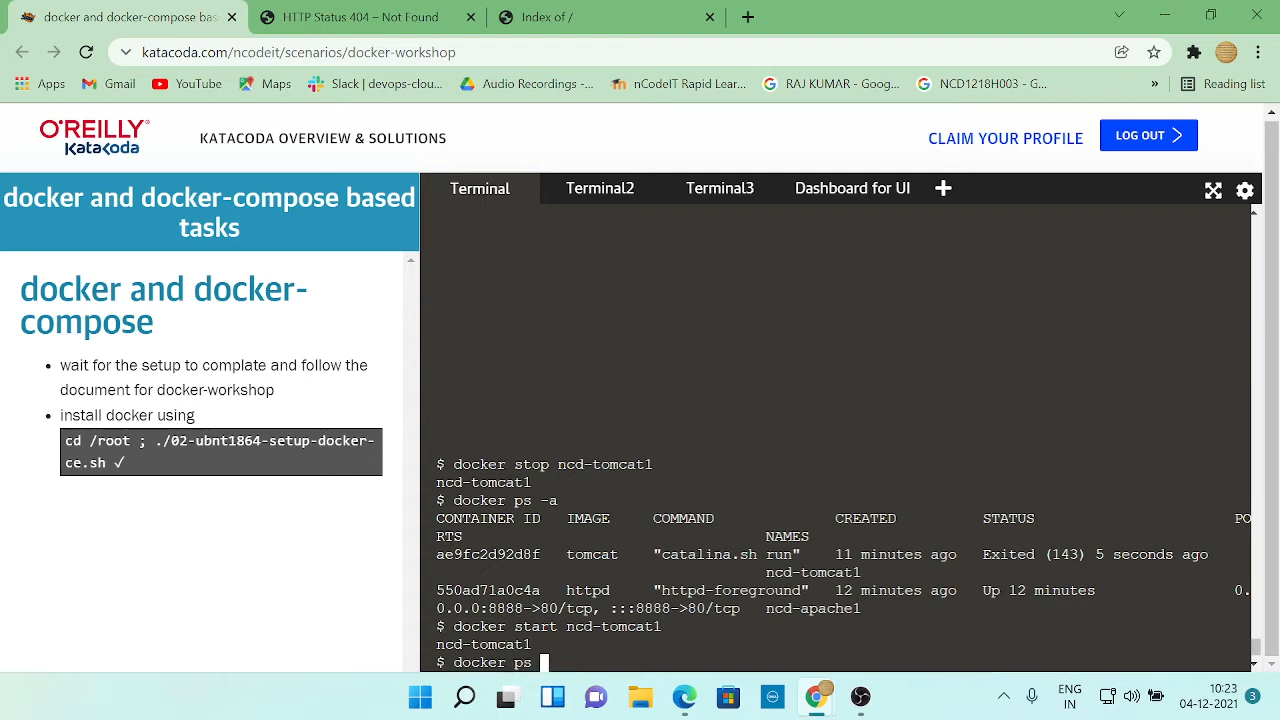 docker and docker-compose bas
HTTP Status 404 – Not Found
Index of /
katacoda.com/ncodeit/scenarios/docker-workshop
Apps
Gmail
YouTube
Maps
Slack | devops-clou...
Audio Recordings -...
nCodeIT Rapid Lear...
RAJ KUMAR - Goog...
NCD1218H003 - G...
»
Reading list
O'REILLY
KataCoda
KATACODA OVERVIEW & SOLUTIONS
CLAIM YOUR PROFILE
LOG OUT
docker and docker-compose based
tasks
Terminal
Terminal2
Terminal3
Dashboard for UI
docker and docker-
compose
• wait for the setup to complate and follow the
document for docker-workshop
• install docker using
cd /root ; ./02-ubnt1864-setup-docker-
ce.sh ✓
$ docker stop ncd-tomcat1
ncd-tomcat1
$ docker ps -a
CONTAINER ID IMAGE COMMAND CREATED STATUS PO
RTS NAMES
ae9fc2d92d8f tomcat "catalina.sh run" 11 minutes ago Exited (143) 5 seconds ago
ncd-tomcat1
550ad71a0c4a httpd "httpd-foreground" 12 minutes ago Up 12 minutes 0.
0.0.0:8888->80/tcp, :::8888->80/tcp ncd-apache1
$ docker start ncd-tomcat1
ncd-tomcat1
$ docker ps
DELL
ENG
IN
10:23
04-12-2021
3